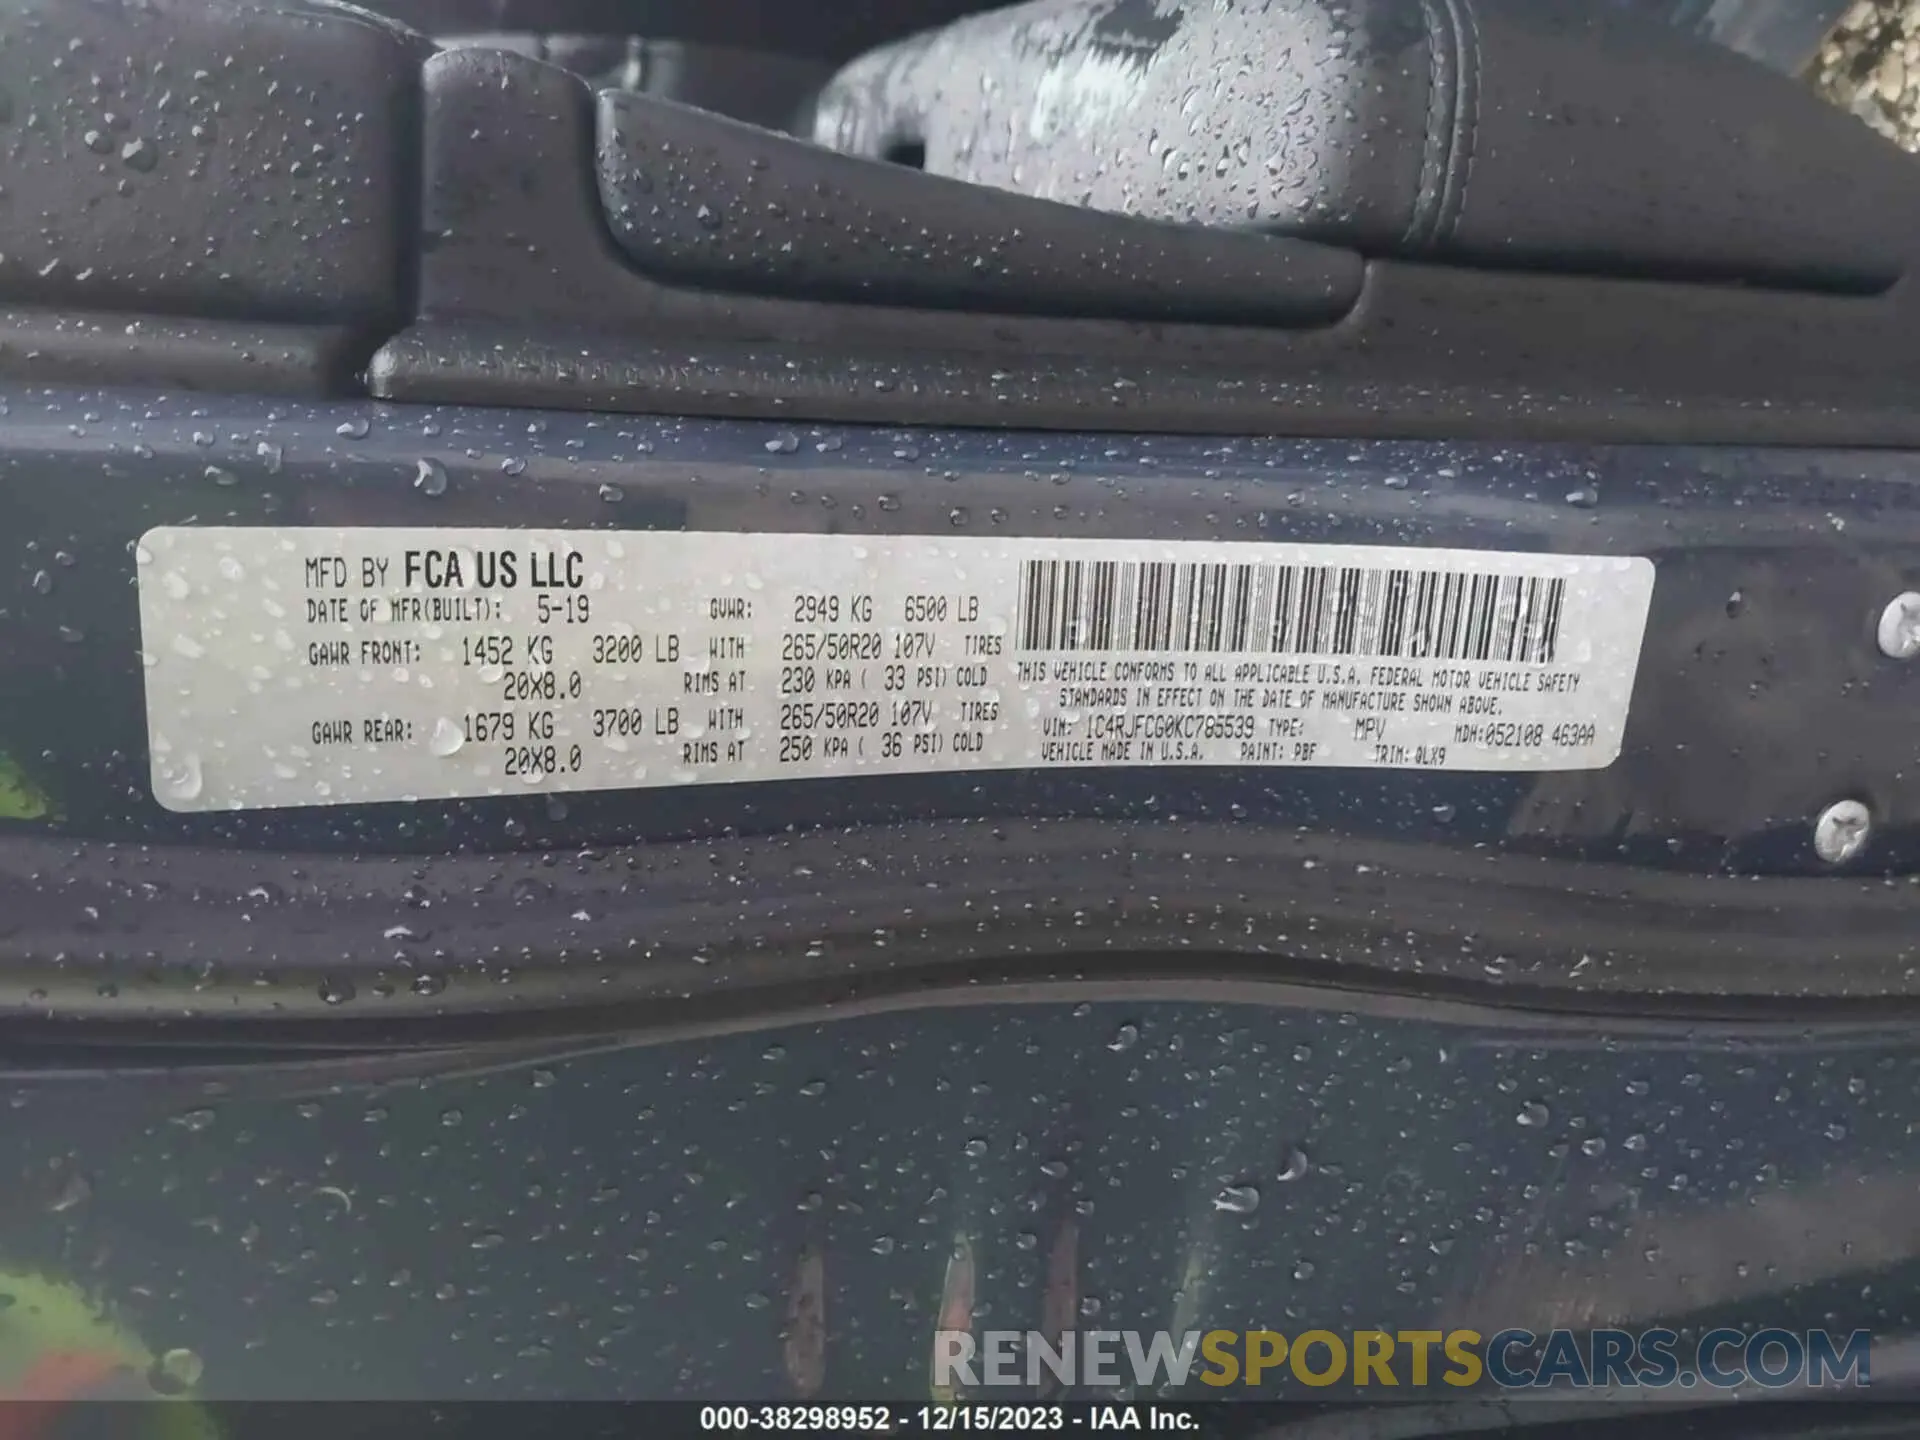 MFD BY FCA US LLC
DATE OF MFR(BUILT): 5-19 GVWR: 2949 KG 6500 LB
GAWR FRONT: 1452 KG 3200 LB WITH 265/50R20 107V TIRES
20X8.0 RIMS AT 230 KPA ( 33 PSI) COLD
GAWR REAR: 1679 KG 3700 LB WITH 265/50R20 107V TIRES
20X8.0 RIMS AT 250 KPA ( 36 PSI) COLD
THIS VEHICLE CONFORMS TO ALL APPLICABLE U.S.A. FEDERAL MOTOR VEHICLE SAFETY
STANDARDS IN EFFECT ON THE DATE OF MANUFACTURE SHOWN ABOVE.
VIN: 1C4RJFCG0KC785539 TYPE: MPV MDH:052108 463AA
VEHICLE MADE IN U.S.A. PAINT: PBF TRIM: QLX9
RENEWSPORTSCARS.COM
000-38298952 - 12/15/2023 - IAA Inc.